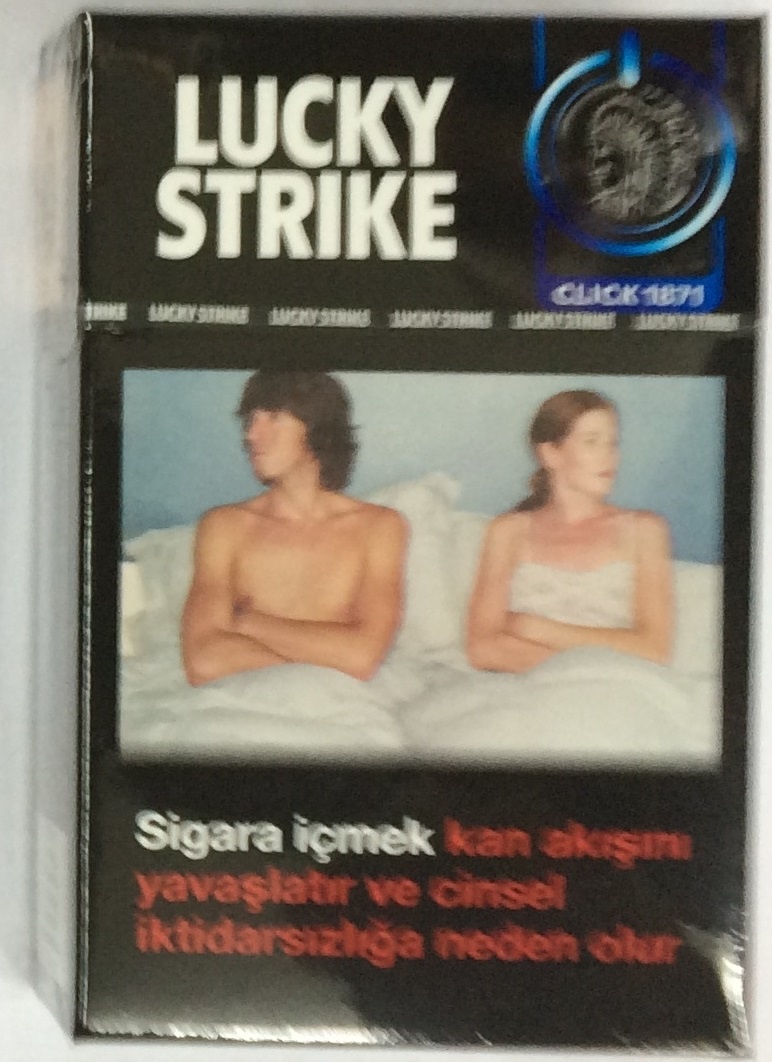 LUCKY
STRIKE
CLICK 1871
LUCKY STRIKE LUCKY STRIKE LUCKY STRIKE LUCKY STRIKE LUCKY STRIKE
Sigara içmek kan akışını
yavaşlatır ve cinsel
iktidarsızlığa neden olur